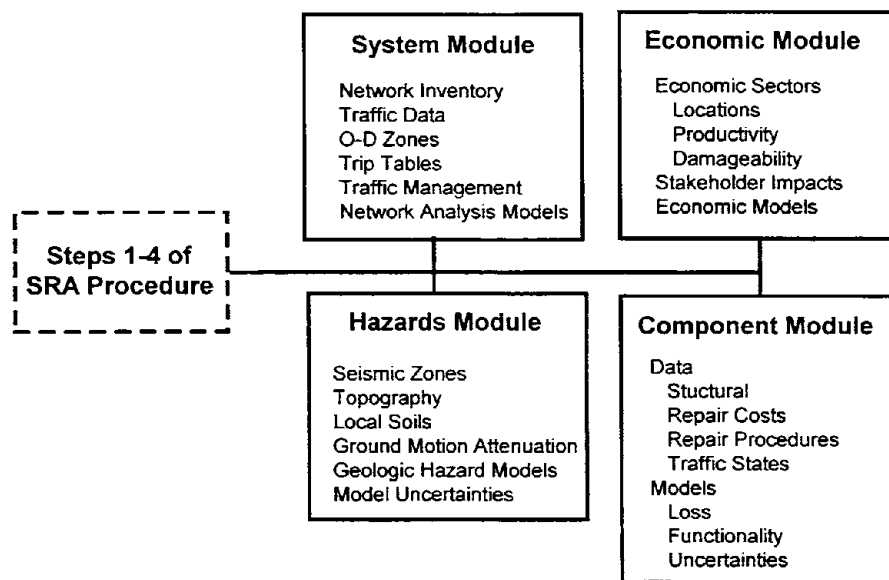 System Module
Network Inventory
Traffic Data
O-D Zones
Trip Tables
Traffic Management
Network Analysis Models
Economic Module
Economic Sectors
Locations
Productivity
Damageability
Stakeholder Impacts
Economic Models
Steps 1-4 of
SRA Procedure
Hazards Module
Seismic Zones
Topography
Local Soils
Ground Motion Attenuation
Geologic Hazard Models
Model Uncertainties
Component Module
Data
Stuctural
Repair Costs
Repair Procedures
Traffic States
Models
Loss
Functionality
Uncertainties